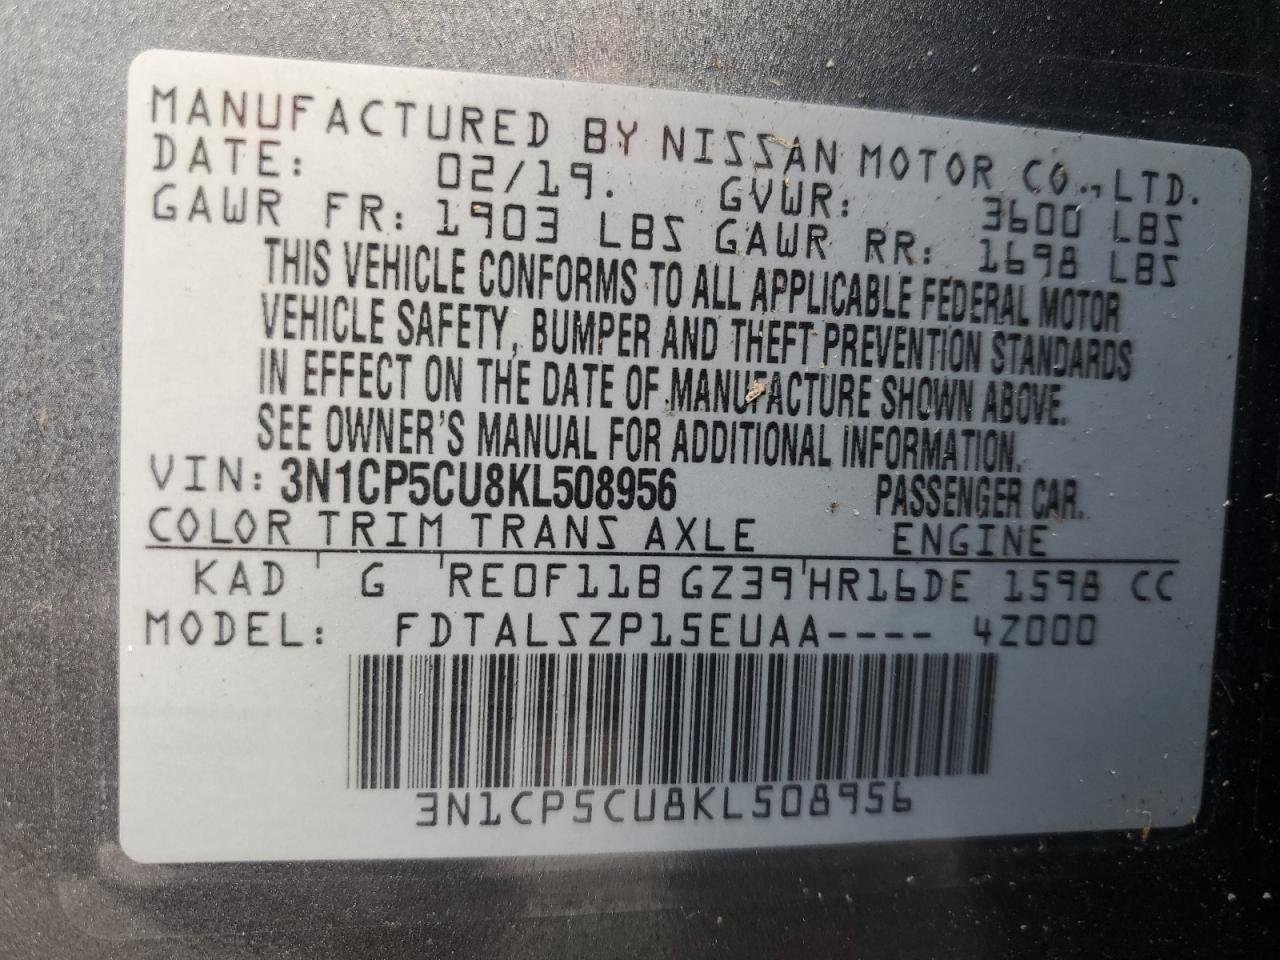 MANUFACTURED BY NISSAN MOTOR CO., LTD.
DATE: 02/19. GVWR: 3600 LBS
GAWR FR: 1903 LBS GAWR RR: 1698 LBS
THIS VEHICLE CONFORMS TO ALL APPLICABLE FEDERAL MOTOR
VEHICLE SAFETY, BUMPER AND THEFT PREVENTION STANDARDS
IN EFFECT ON THE DATE OF MANUFACTURE SHOWN ABOVE.
SEE OWNER'S MANUAL FOR ADDITIONAL INFORMATION.
VIN: 3N1CP5CU8KL508956 PASSENGER CAR.
COLOR TRIM TRANS AXLE ENGINE
KAD G RE0F11B GZ39 HR16DE 1598 CC
MODEL: FDTALSZP15EUAA---- 4Z000
3N1CP5CU8KL508956